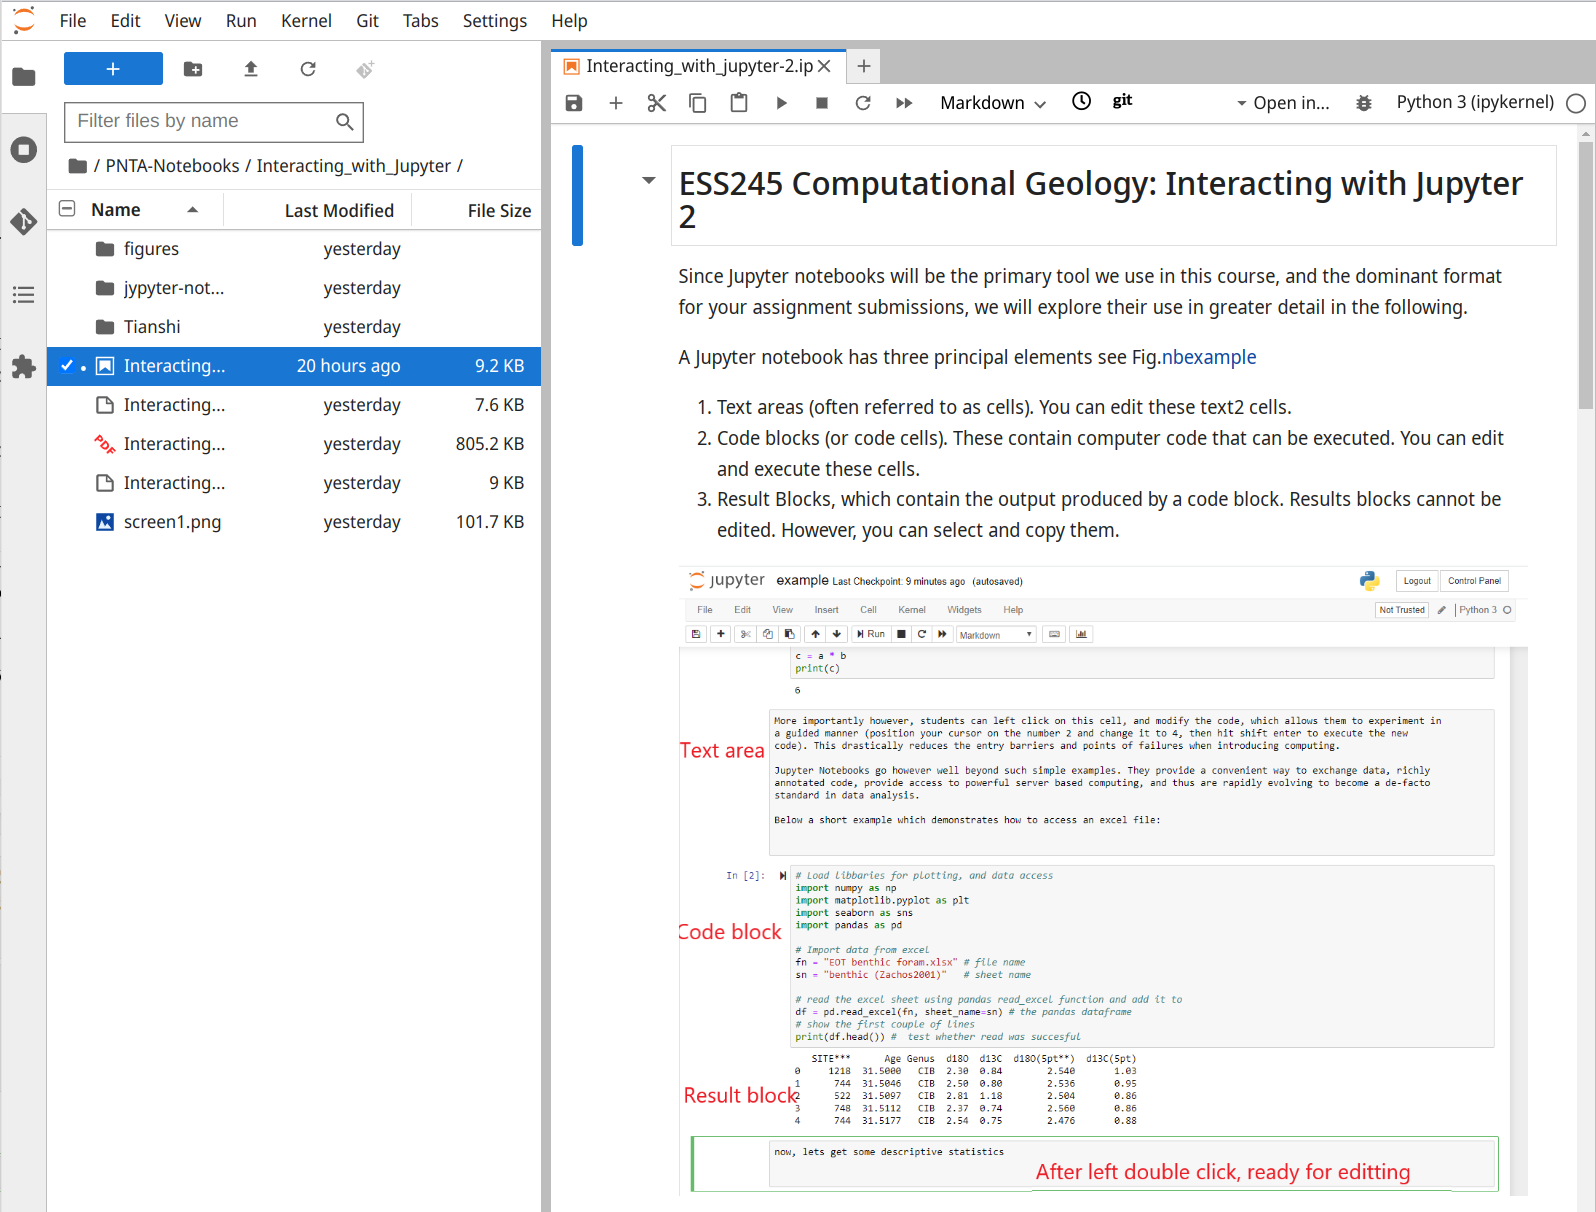 File Edit View Run Kernel Git Tabs Settings Help
Filter files by name
/ PNTA-Notebooks / Interacting_with_Jupyter /
Name Last Modified File Size
figures yesterday
jypyter-not... yesterday
Tianshi yesterday
Interacting... 20 hours ago 9.2 KB
Interacting... yesterday 7.6 KB
PDF Interacting... yesterday 805.2 KB
Interacting... yesterday 9 KB
screen1.png yesterday 101.7 KB
Interacting_with_jupyter-2.ip
Markdown git Open in... Python 3 (ipykernel)
ESS245 Computational Geology: Interacting with Jupyter
2
Since Jupyter notebooks will be the primary tool we use in this course, and the dominant format
for your assignment submissions, we will explore their use in greater detail in the following.
A Jupyter notebook has three principal elements see Fig.nbexample
1. Text areas (often referred to as cells). You can edit these text2 cells.
2. Code blocks (or code cells). These contain computer code that can be executed. You can edit
and execute these cells.
3. Result Blocks, which contain the output produced by a code block. Results blocks cannot be
edited. However, you can select and copy them.
jupyter example Last Checkpoint: 9 minutes ago (autosaved) Logout Control Panel
File Edit View Insert Cell Kernel Widgets Help Not Trusted Python 3
Run Markdown
c = a * b
print(c)
6
More importantly however, students can left click on this cell, and modify the code, which allows them to experiment in
a guided manner (position your cursor on the number 2 and change it to 4, then hit shift enter to execute the new
code). This drastically reduces the entry barriers and points of failures when introducing computing.
Text area
Jupyter Notebooks go however well beyond such simple examples. They provide a convenient way to exchange data, richly
annotated code, provide access to powerful server based computing, and thus are rapidly evolving to become a de-facto
standard in data analysis.
Below a short example which demonstrates how to access an excel file:
In [2]: # Load libbaries for plotting, and data access
import numpy as np
import matplotlib.pyplot as plt
import seaborn as sns
import pandas as pd
Code block
# Import data from excel
fn = "EOT benthic foram.xlsx" # file name
sn = "benthic (Zachos2001)" # sheet name
# read the excel sheet using pandas read_excel function and add it to
df = pd.read_excel(fn, sheet_name=sn) # the pandas dataframe
# show the first couple of lines
print(df.head()) # test whether read was succesful
SITE*** Age Genus d18O d13C d18O(5pt**) d13C(5pt)
0 1218 31.5000 CIB 2.30 0.84 2.540 1.03
1 744 31.5046 CIB 2.50 0.80 2.536 0.95
Result block
2 522 31.5097 CIB 2.81 1.18 2.504 0.86
3 748 31.5112 CIB 2.37 0.74 2.560 0.86
4 744 31.5177 CIB 2.54 0.75 2.476 0.88
now, lets get some descriptive statistics
After left double click, ready for editting